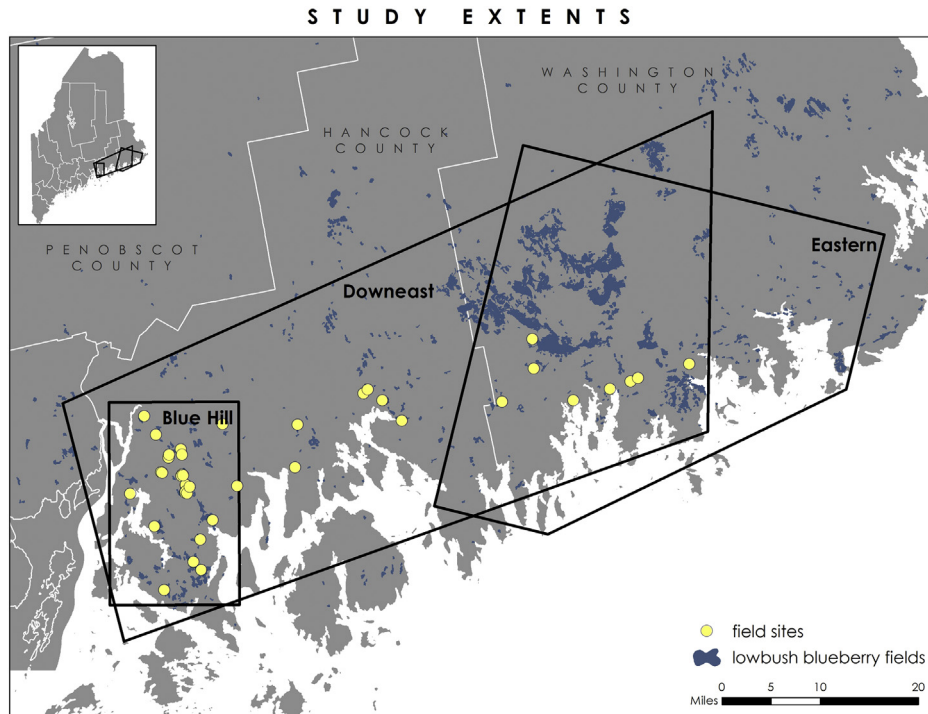 STUDY EXTENTS
WASHINGTON
COUNTY
HANCOCK
COUNTY
PENOBSCOT
COUNTY
Eastern
Downeast
Blue Hill
field sites
lowbush blueberry fields
0 5 10 20
Miles